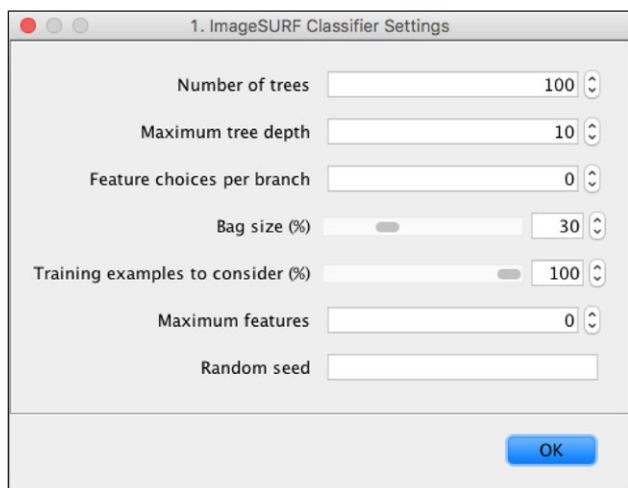 1. ImageSURF Classifier Settings
Number of trees 100
Maximum tree depth 10
Feature choices per branch 0
Bag size (%) 30
Training examples to consider (%) 100
Maximum features 0
Random seed
OK